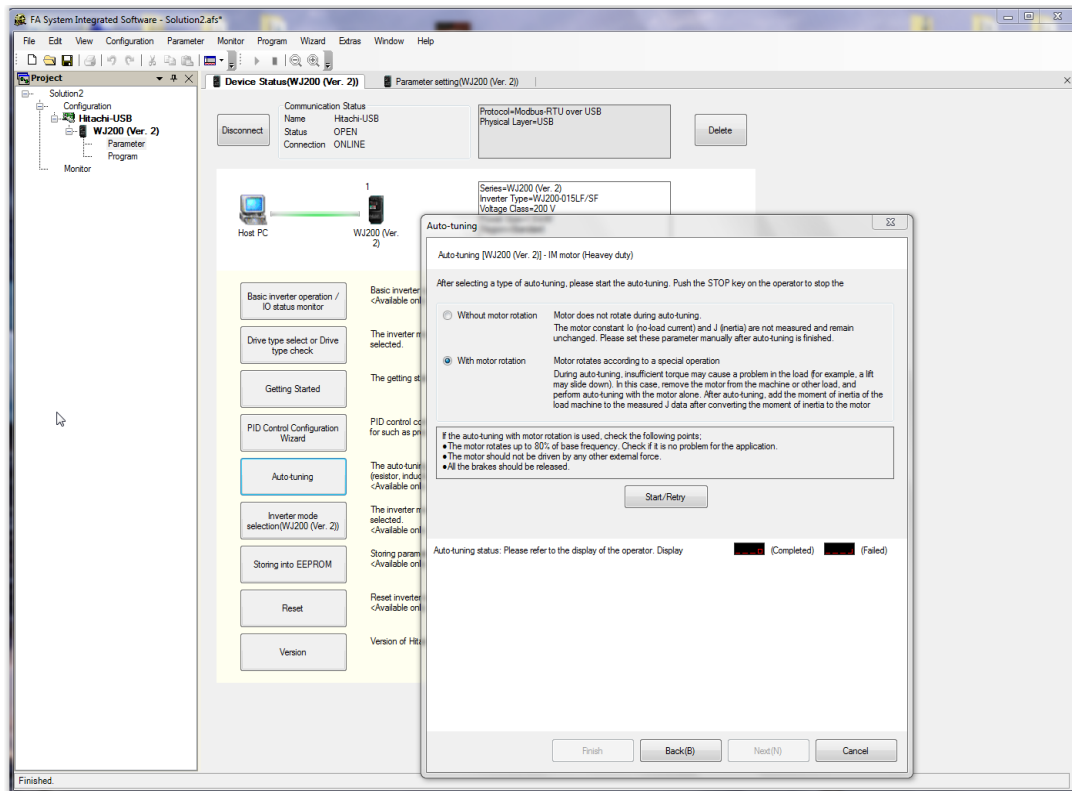 FA System Integrated Software - Solution2.afs*
File Edit View Configuration Parameter Monitor Program Wizard Extras Window Help
Project
Solution2
Configuration
Hitachi-USB
WJ200 (Ver. 2)
Parameter
Program
Monitor
Device Status(WJ200 (Ver. 2))
Parameter setting(WJ200 (Ver. 2))
Disconnect
Communication Status
Name Hitachi-USB
Status OPEN
Connection ONLINE
Protocol=Modbus-RTU over USB
Physical Layer=USB
Delete
Host PC
1
WJ200 (Ver.
2)
Series=WJ200 (Ver. 2)
Inverter Type=WJ200-015LF/SF
Voltage Class=200 V
Basic inverter operation /
IO status monitor
Basic inverter
<Available onl
Drive type select or Drive
type check
The inverter m
selected.
Getting Started
The getting st
PID Control Configuration
Wizard
PID control co
for such as pr
Auto-tuning
The auto-tunin
(resistor, induc
<Available onl
Inverter mode
selection(WJ200 (Ver. 2))
The inverter m
selected.
<Available onl
Storing into EEPROM
Storing param
<Available onl
Reset
Reset inverter
<Available onl
Version
Version of Hita
Auto-tuning
Auto-tuning [WJ200 (Ver. 2)] - IM motor (Heavey duty)
After selecting a type of auto-tuning, please start the auto-tuning. Push the STOP key on the operator to stop the
Without motor rotation
Motor does not rotate during auto-tuning.
The motor constant Io (no-load current) and J (inertia) are not measured and remain
unchanged. Please set these parameter manually after auto-tuning is finished.
With motor rotation
Motor rotates according to a special operation
During auto-tuning, insufficient torque may cause a problem in the load (for example, a lift
may slide down). In this case, remove the motor from the machine or other load, and
perform auto-tuning with the motor alone. After auto-tuning, add the moment of inertia of the
load machine to the measured J data after converting the moment of inertia to the motor
If the auto-tuning with motor rotation is used, check the following points;
●The motor rotates up to 80% of base frequency. Check if it is no problem for the application.
●The motor should not be driven by any other external force.
●All the brakes should be released.
Start/Retry
Auto-tuning status: Please refer to the display of the operator. Display
(Completed)
(Failed)
Finish
Back(B)
Next(N)
Cancel
Finished.